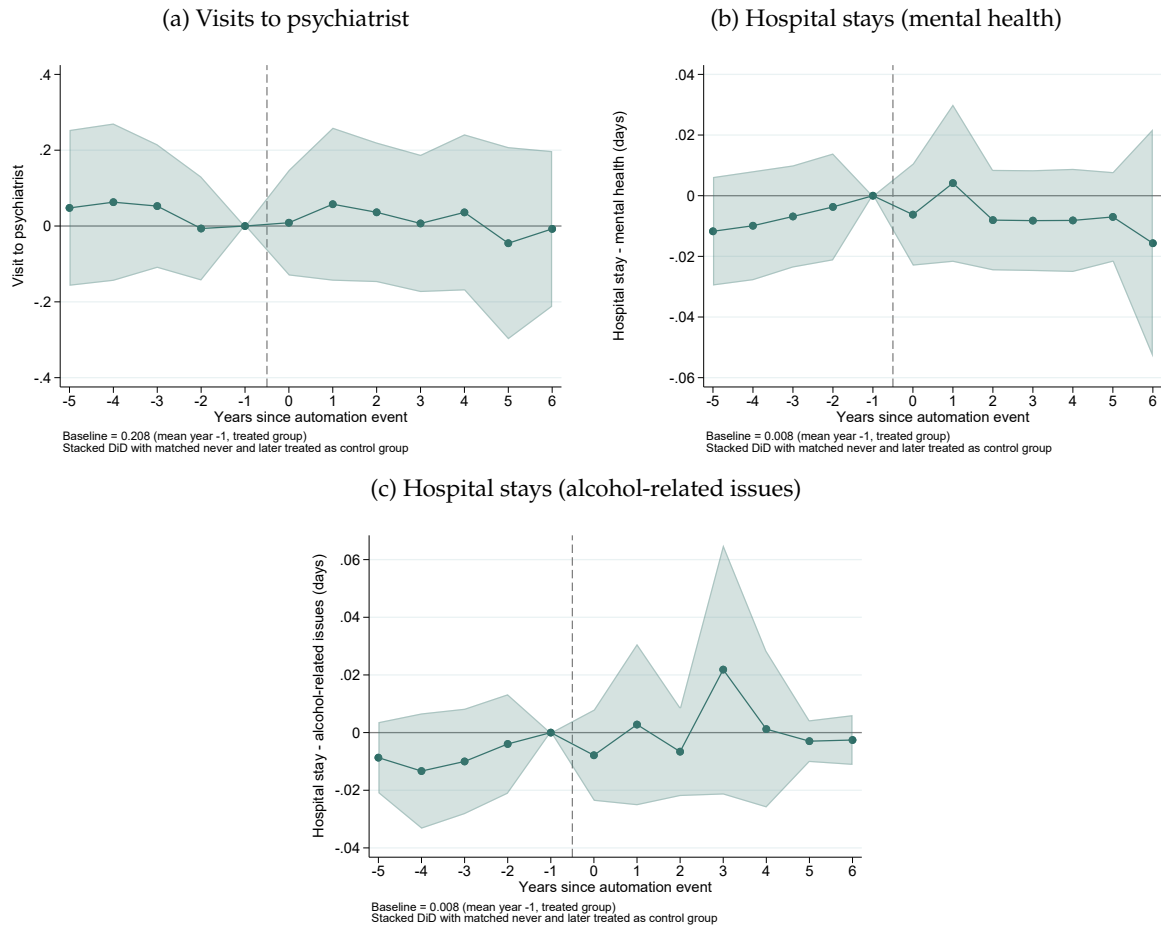 (a) Visits to psychiatrist
Visit to psychiatrist
.4
.2
0
-.2
-.4
-5 -4 -3 -2 -1 0 1 2 3 4 5 6
Years since automation event
Baseline = 0.208 (mean year -1, treated group)
Stacked DiD with matched never and later treated as control group
(b) Hospital stays (mental health)
Hospital stay - mental health (days)
.04
.02
0
-.02
-.04
-.06
-5 -4 -3 -2 -1 0 1 2 3 4 5 6
Years since automation event
Baseline = 0.008 (mean year -1, treated group)
Stacked DiD with matched never and later treated as control group
(c) Hospital stays (alcohol-related issues)
Hospital stay - alcohol-related issues (days)
.06
.04
.02
0
-.02
-.04
-5 -4 -3 -2 -1 0 1 2 3 4 5 6
Years since automation event
Baseline = 0.008 (mean year -1, treated group)
Stacked DiD with matched never and later treated as control group